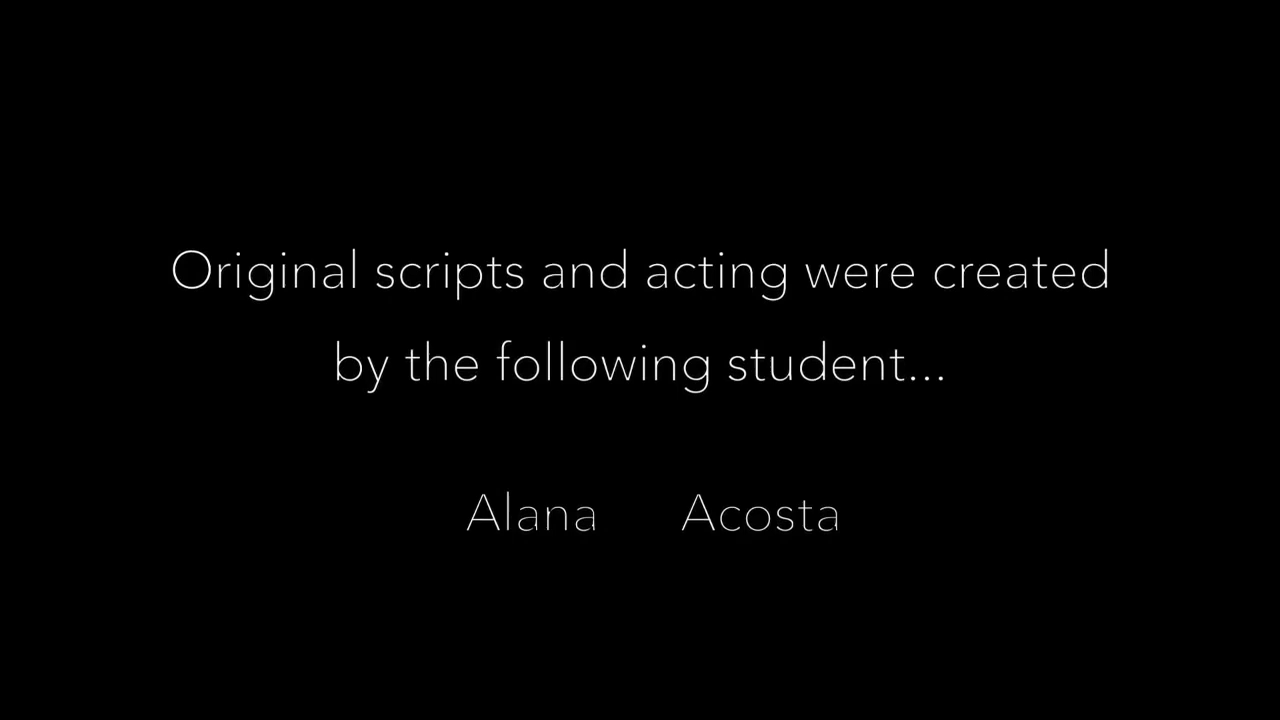 Original scripts and acting were created
by the following student...
Alana Acosta